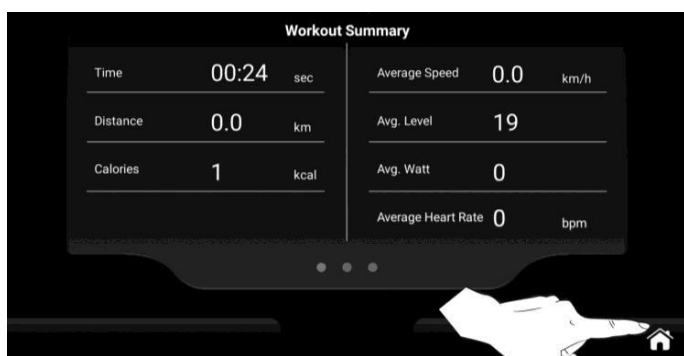 Workout Summary
Time 00:24 sec
Distance 0.0 km
Calories 1 kcal
Average Speed 0.0 km/h
Avg. Level 19
Avg. Watt 0
Average Heart Rate 0 bpm